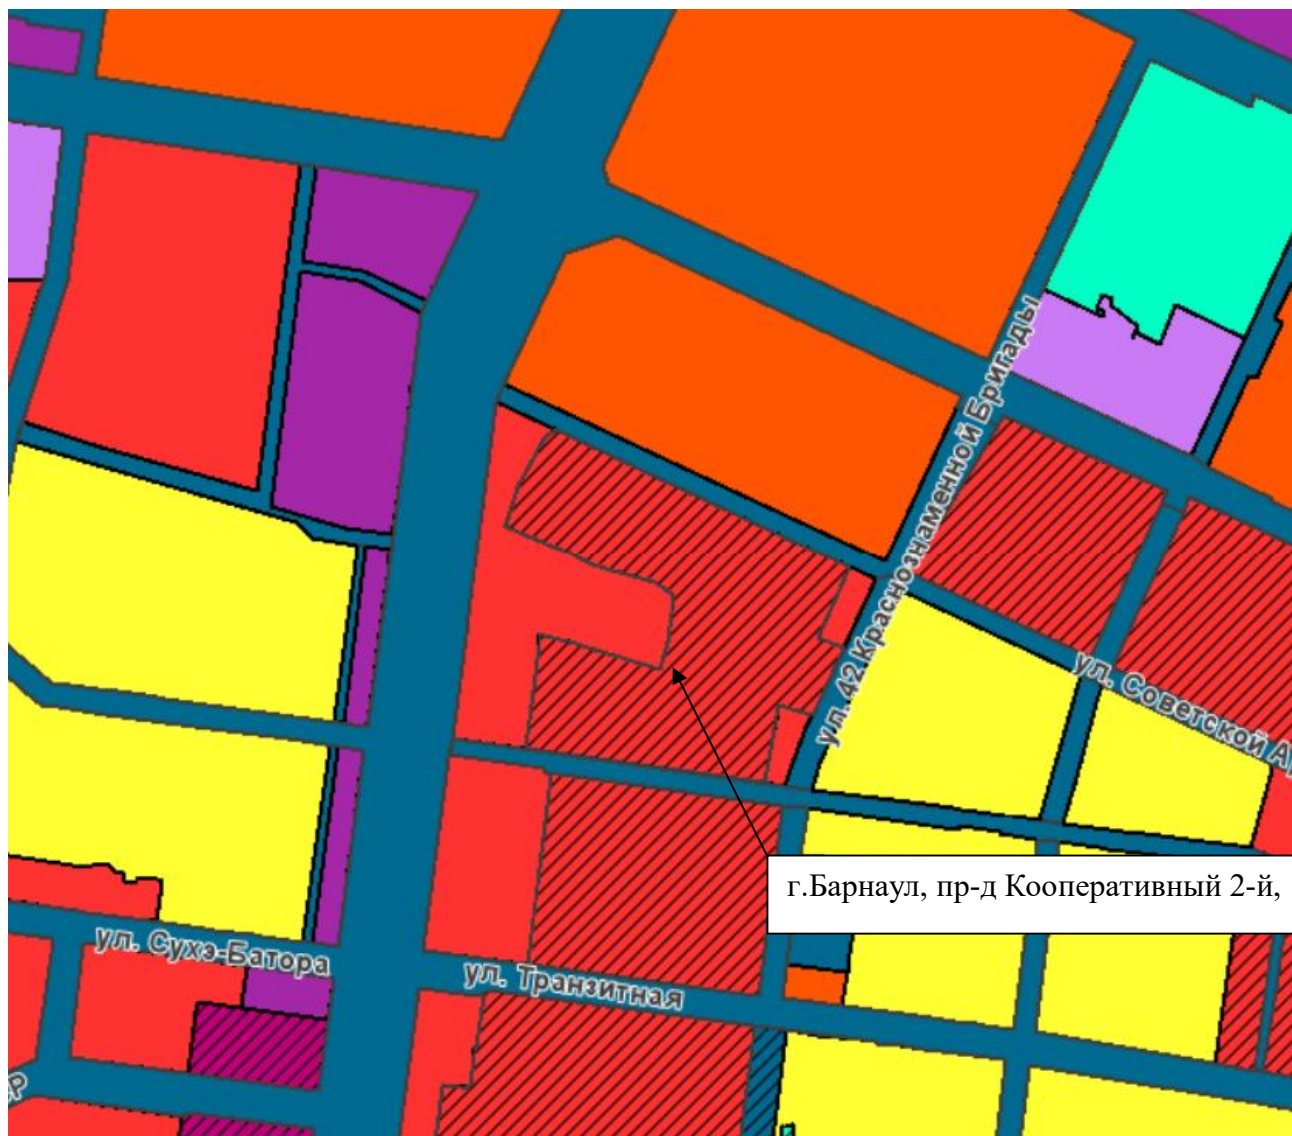 ул. 42 Краснознаменной Бригады
ул. Советской А
г.Барнаул, пр-д Кооперативный 2-й,
ул. Сухэ-Батора
ул. Транзитная